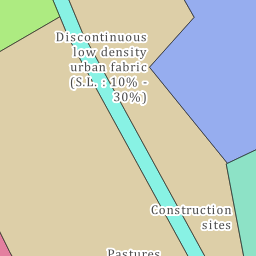 Discontinuous
low density
urban fabric
(S.L. : 10% -
30%)
Construction
sites
Pastures